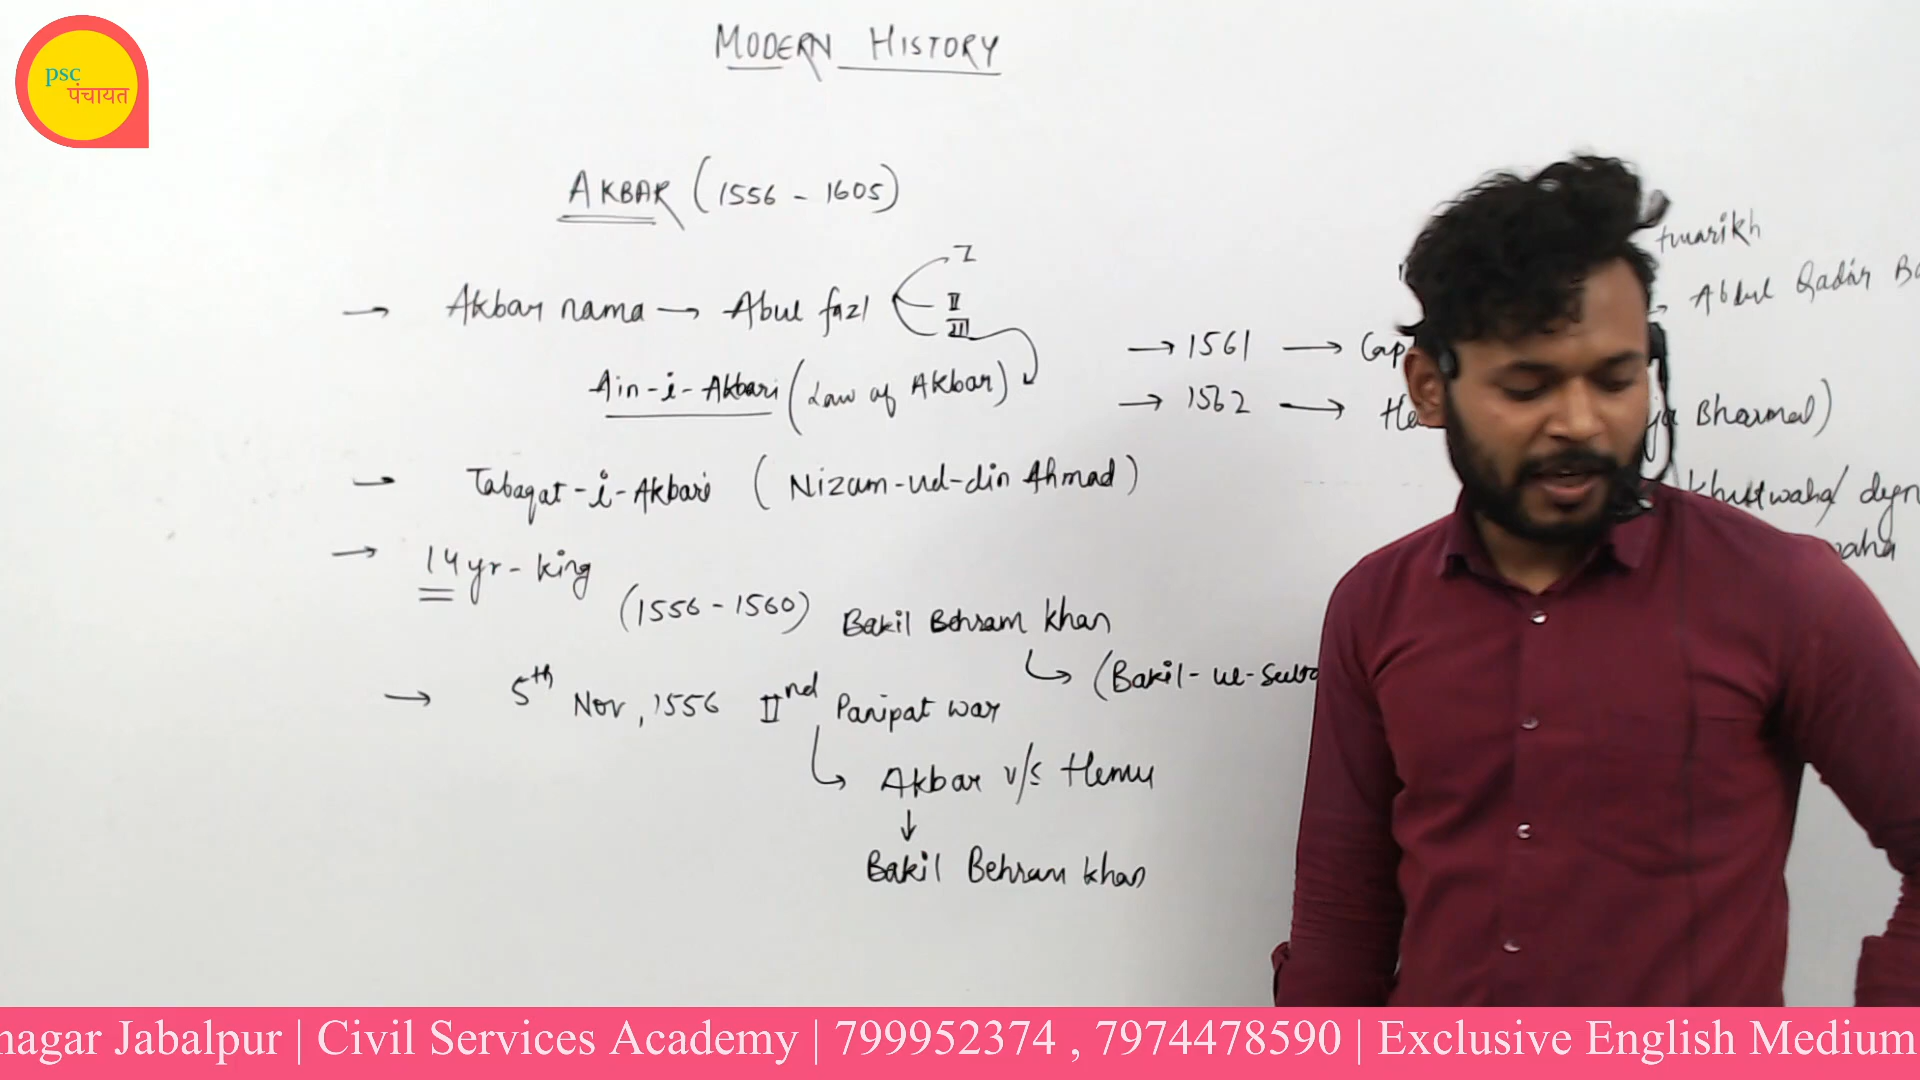 psc
पंचायत
MODERN HISTORY
AKBAR (1556 - 1605)
→ Akbar nama → Abul fazl I
II
III
Ain-i-Akbari (Law of Akbar)
→ Tabaqat-i-Akbari (Nizam-ud-din Ahmad)
→ 14 yr - king
(1556 - 1560) Bakil Behram khan
↳ (Bakil-ul-
→ 5th Nov, 1556 IInd Panipat war
↳ Akbar v/s Hemu
↓
Bakil Behram khan
Abdul Qadir
→ 1561 →
→ 1562 → Bharmal)
nagar Jabalpur | Civil Services Academy | 799952374 , 7974478590 | Exclusive English Medium